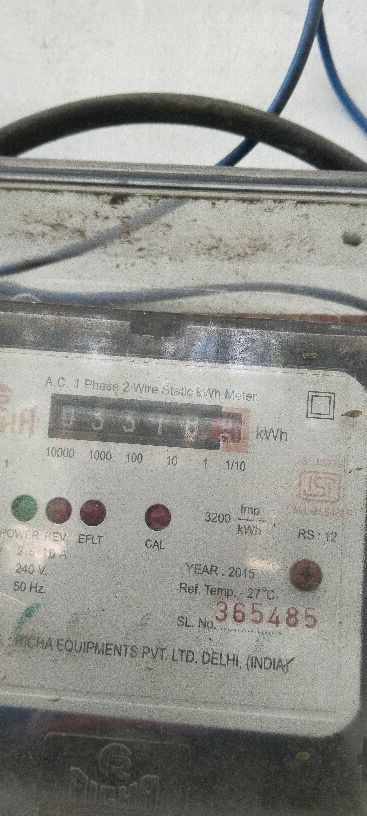 A.C. 1 Phase 2 Wire Static kWh Meter
0331 kWh
10000 1000 100 10 1 1/10
POWER REV EFLT CAL
3200 Imp/kWh
RS : 12
240 V.
50 Hz.
YEAR . 2015
Ref. Temp. - 27°C
SL. No. 365485
RICHA EQUIPMENTS PVT. LTD. DELHI, (INDIA)
RICHA